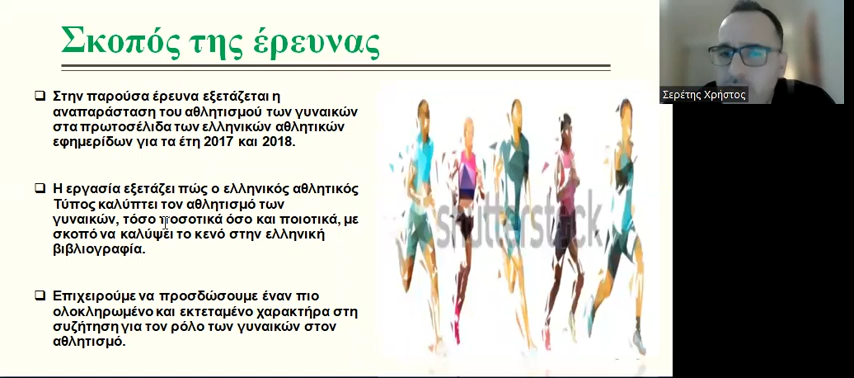 Σκοπός της έρευνας
Σερέτης Χρήστος
Στην παρούσα έρευνα εξετάζεται η
αναπαράσταση του αθλητισμού των γυναικών
στα πρωτοσέλιδα των ελληνικών αθλητικών
εφημερίδων για τα έτη 2017 και 2018.
Η εργασία εξετάζει πώς ο ελληνικός αθλητικός
Τύπος καλύπτει τον αθλητισμό των
γυναικών, τόσο ποσοτικά όσο και ποιοτικά, με
σκοπό να καλύψει το κενό στην ελληνική
βιβλιογραφία.
Επιχειρούμε να προσδώσουμε έναν πιο
ολοκληρωμένο και εκτεταμένο χαρακτήρα στη
συζήτηση για τον ρόλο των γυναικών στον
αθλητισμό.
shutterstock